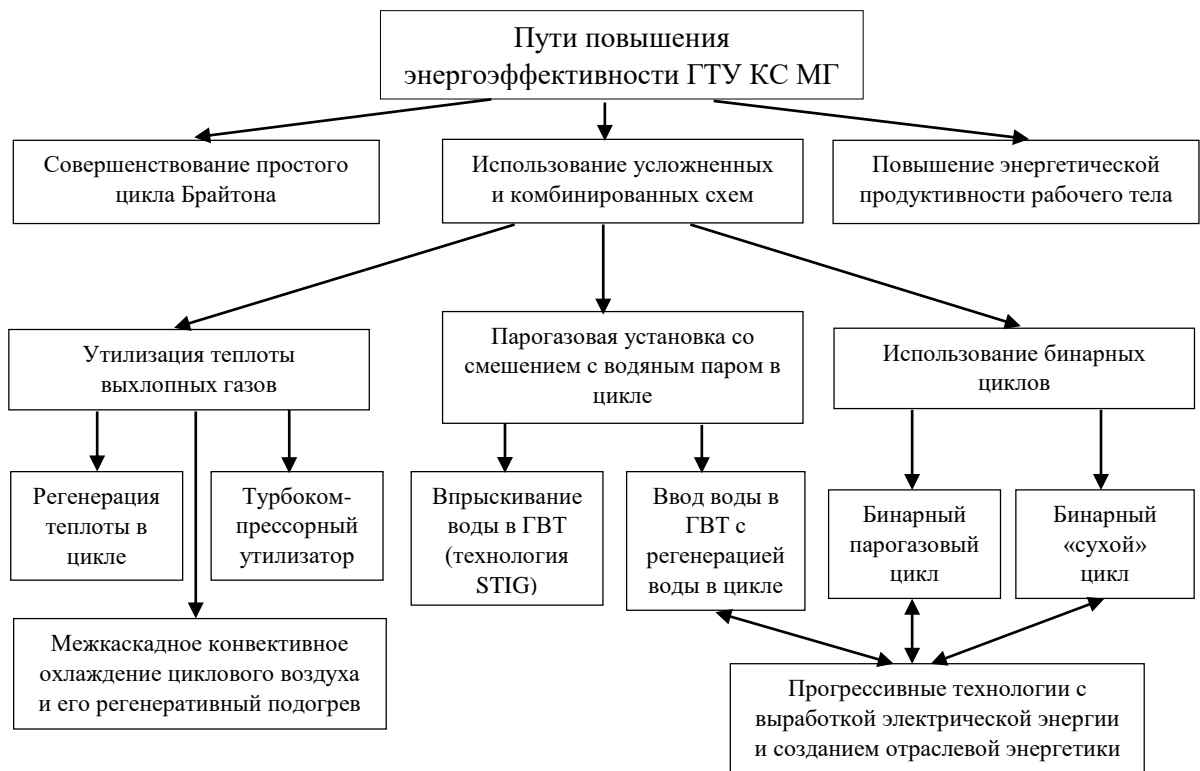 Пути повышения
энергоэффективности ГТУ КС МГ
Совершенствование простого
цикла Брайтона
Использование усложненных
и комбинированных схем
Повышение энергетической
продуктивности рабочего тела
Утилизация теплоты
выхлопных газов
Парогазовая установка со
смешением с водяным паром в
цикле
Использование бинарных
циклов
Регенерация
теплоты в
цикле
Турбоком-
прессорный
утилизатор
Впрыскивание
воды в ГВТ
(технология
STIG)
Ввод воды в
ГВТ с
регенерацией
воды в цикле
Бинарный
парогазовый
цикл
Бинарный
«сухой»
цикл
Межкаскадное конвективное
охлаждение циклового воздуха
и его регенеративный подогрев
Прогрессивные технологии с
выработкой электрической энергии
и созданием отраслевой энергетики